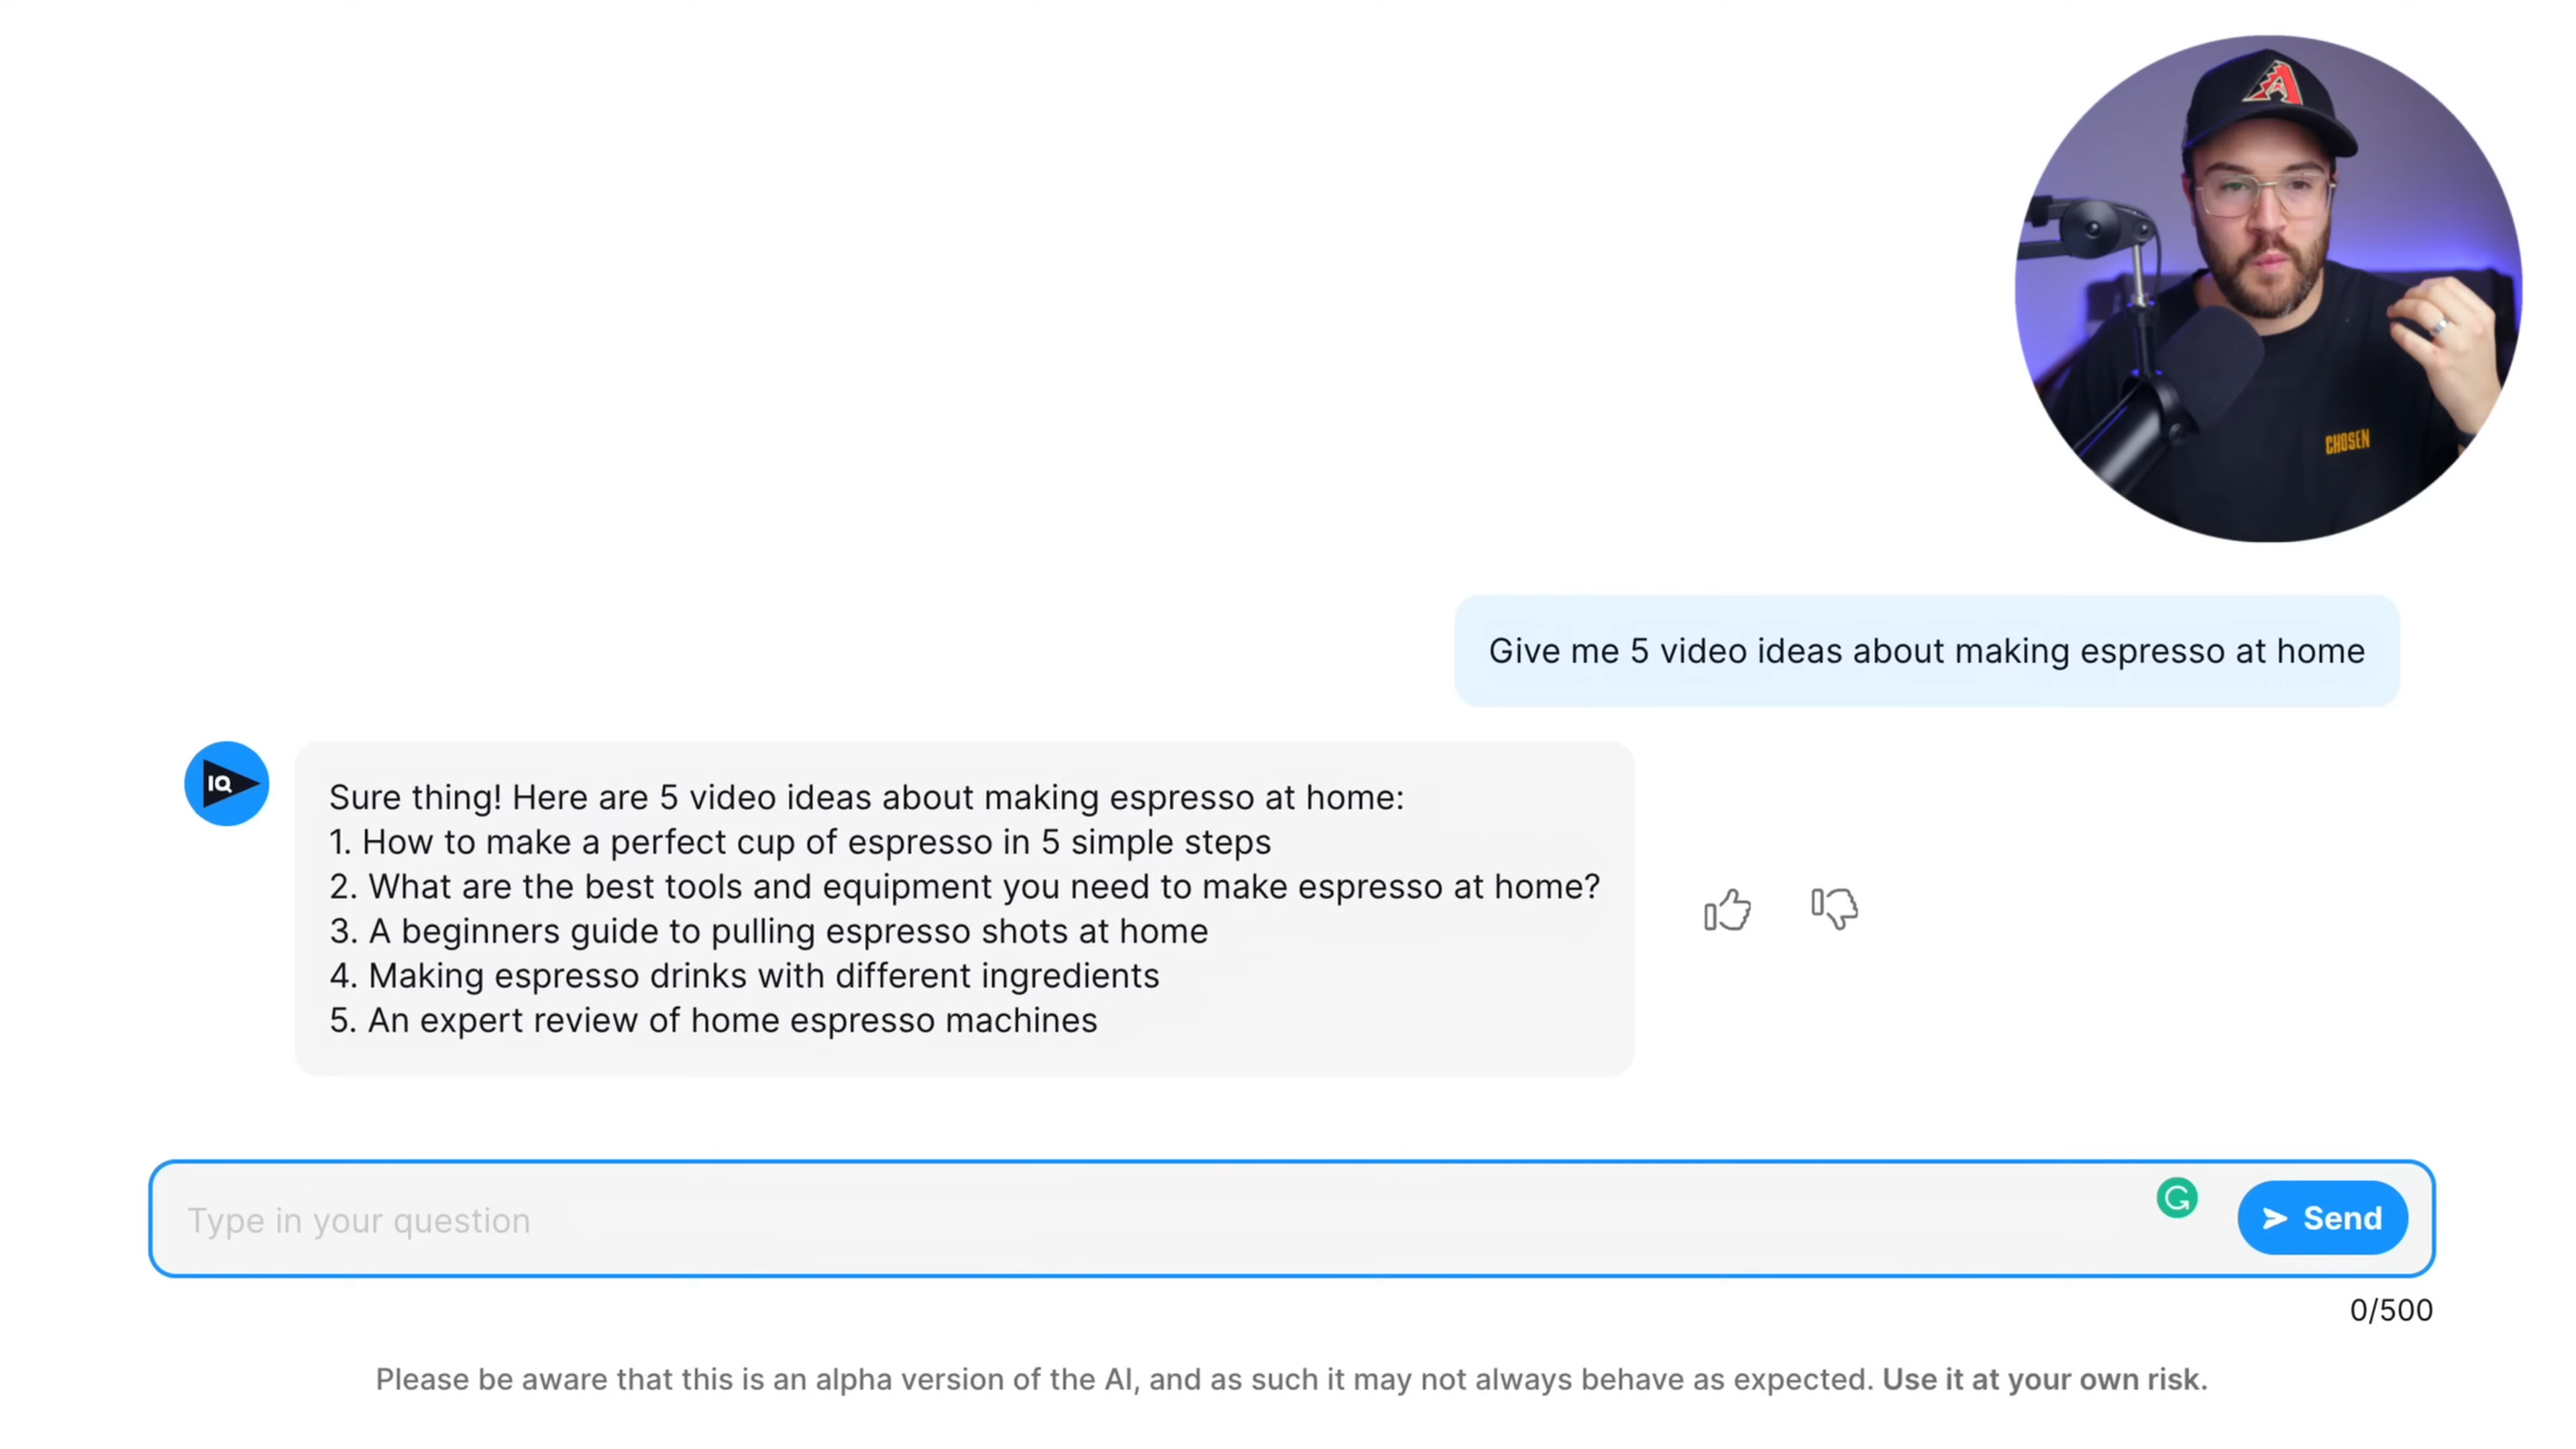 A
CHOSEN
Give me 5 video ideas about making espresso at home
IQ
Sure thing! Here are 5 video ideas about making espresso at home:
1. How to make a perfect cup of espresso in 5 simple steps
2. What are the best tools and equipment you need to make espresso at home?
3. A beginners guide to pulling espresso shots at home
4. Making espresso drinks with different ingredients
5. An expert review of home espresso machines
Type in your question
G
Send
0/500
Please be aware that this is an alpha version of the AI, and as such it may not always behave as expected. Use it at your own risk.